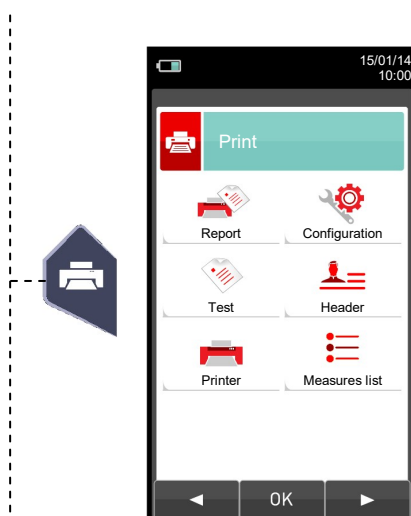 15/01/14
10:00
Print
Report
Configuration
Test
Header
Printer
Measures list
OK